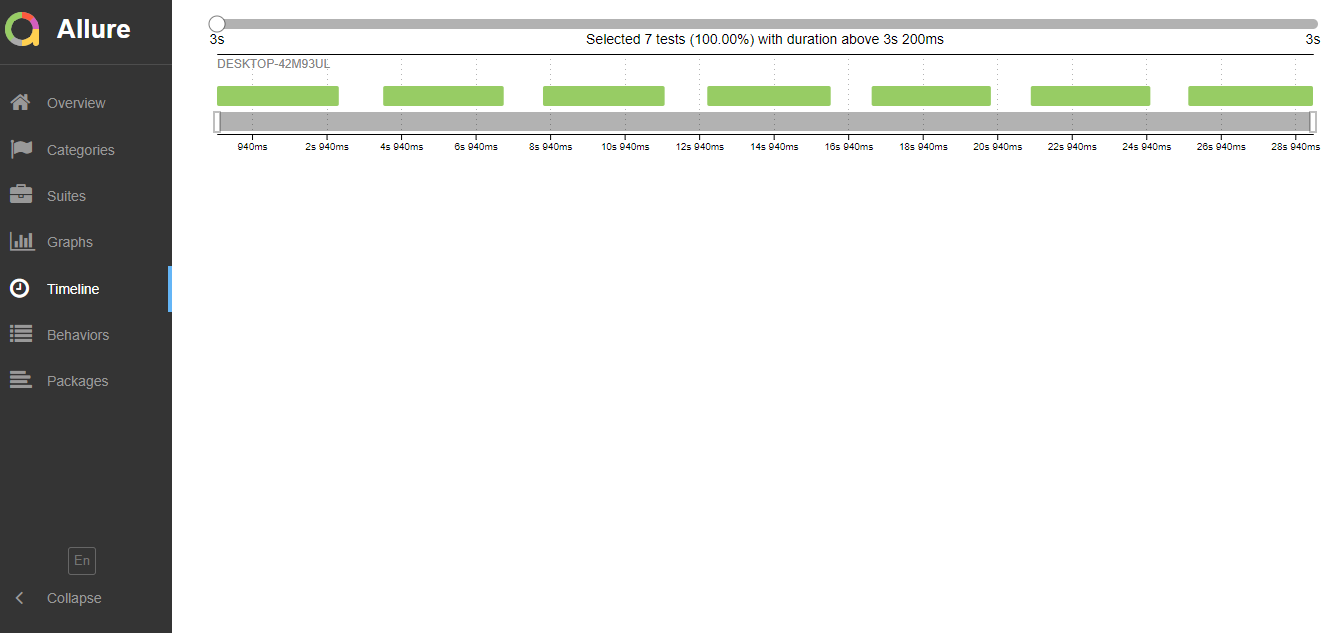 Allure
Overview
Categories
Suites
Graphs
Timeline
Behaviors
Packages
En
Collapse
3s Selected 7 tests (100.00%) with duration above 3s 200ms 3s
DESKTOP-42M93UL
940ms 2s 940ms 4s 940ms 6s 940ms 8s 940ms 10s 940ms 12s 940ms 14s 940ms 16s 940ms 18s 940ms 20s 940ms 22s 940ms 24s 940ms 26s 940ms 28s 940ms